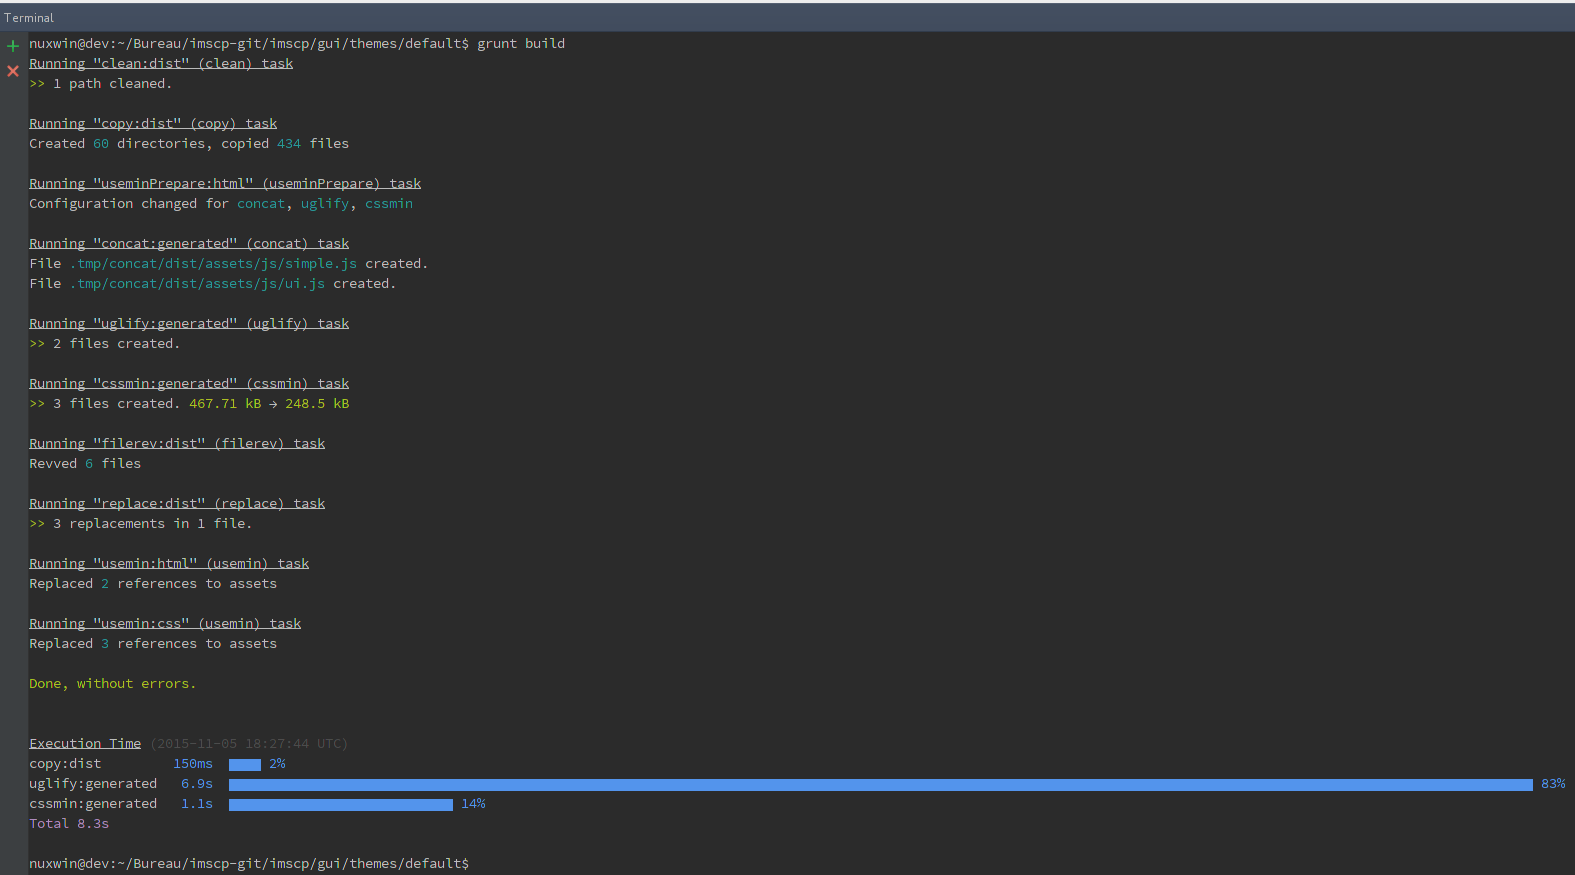 Terminal
nuxwin@dev:~/Bureau/imscp-git/imscp/gui/themes/default$ grunt build
Running "clean:dist" (clean) task
>> 1 path cleaned.
Running "copy:dist" (copy) task
Created 60 directories, copied 434 files
Running "useminPrepare:html" (useminPrepare) task
Configuration changed for concat, uglify, cssmin
Running "concat:generated" (concat) task
File .tmp/concat/dist/assets/js/simple.js created.
File .tmp/concat/dist/assets/js/ui.js created.
Running "uglify:generated" (uglify) task
>> 2 files created.
Running "cssmin:generated" (cssmin) task
>> 3 files created. 467.71 kB → 248.5 kB
Running "filerev:dist" (filerev) task
Revved 6 files
Running "replace:dist" (replace) task
>> 3 replacements in 1 file.
Running "usemin:html" (usemin) task
Replaced 2 references to assets
Running "usemin:css" (usemin) task
Replaced 3 references to assets
Done, without errors.
Execution Time (2015-11-05 18:27:44 UTC)
copy:dist 150ms 2%
uglify:generated 6.9s 83%
cssmin:generated 1.1s 14%
Total 8.3s
nuxwin@dev:~/Bureau/imscp-git/imscp/gui/themes/default$